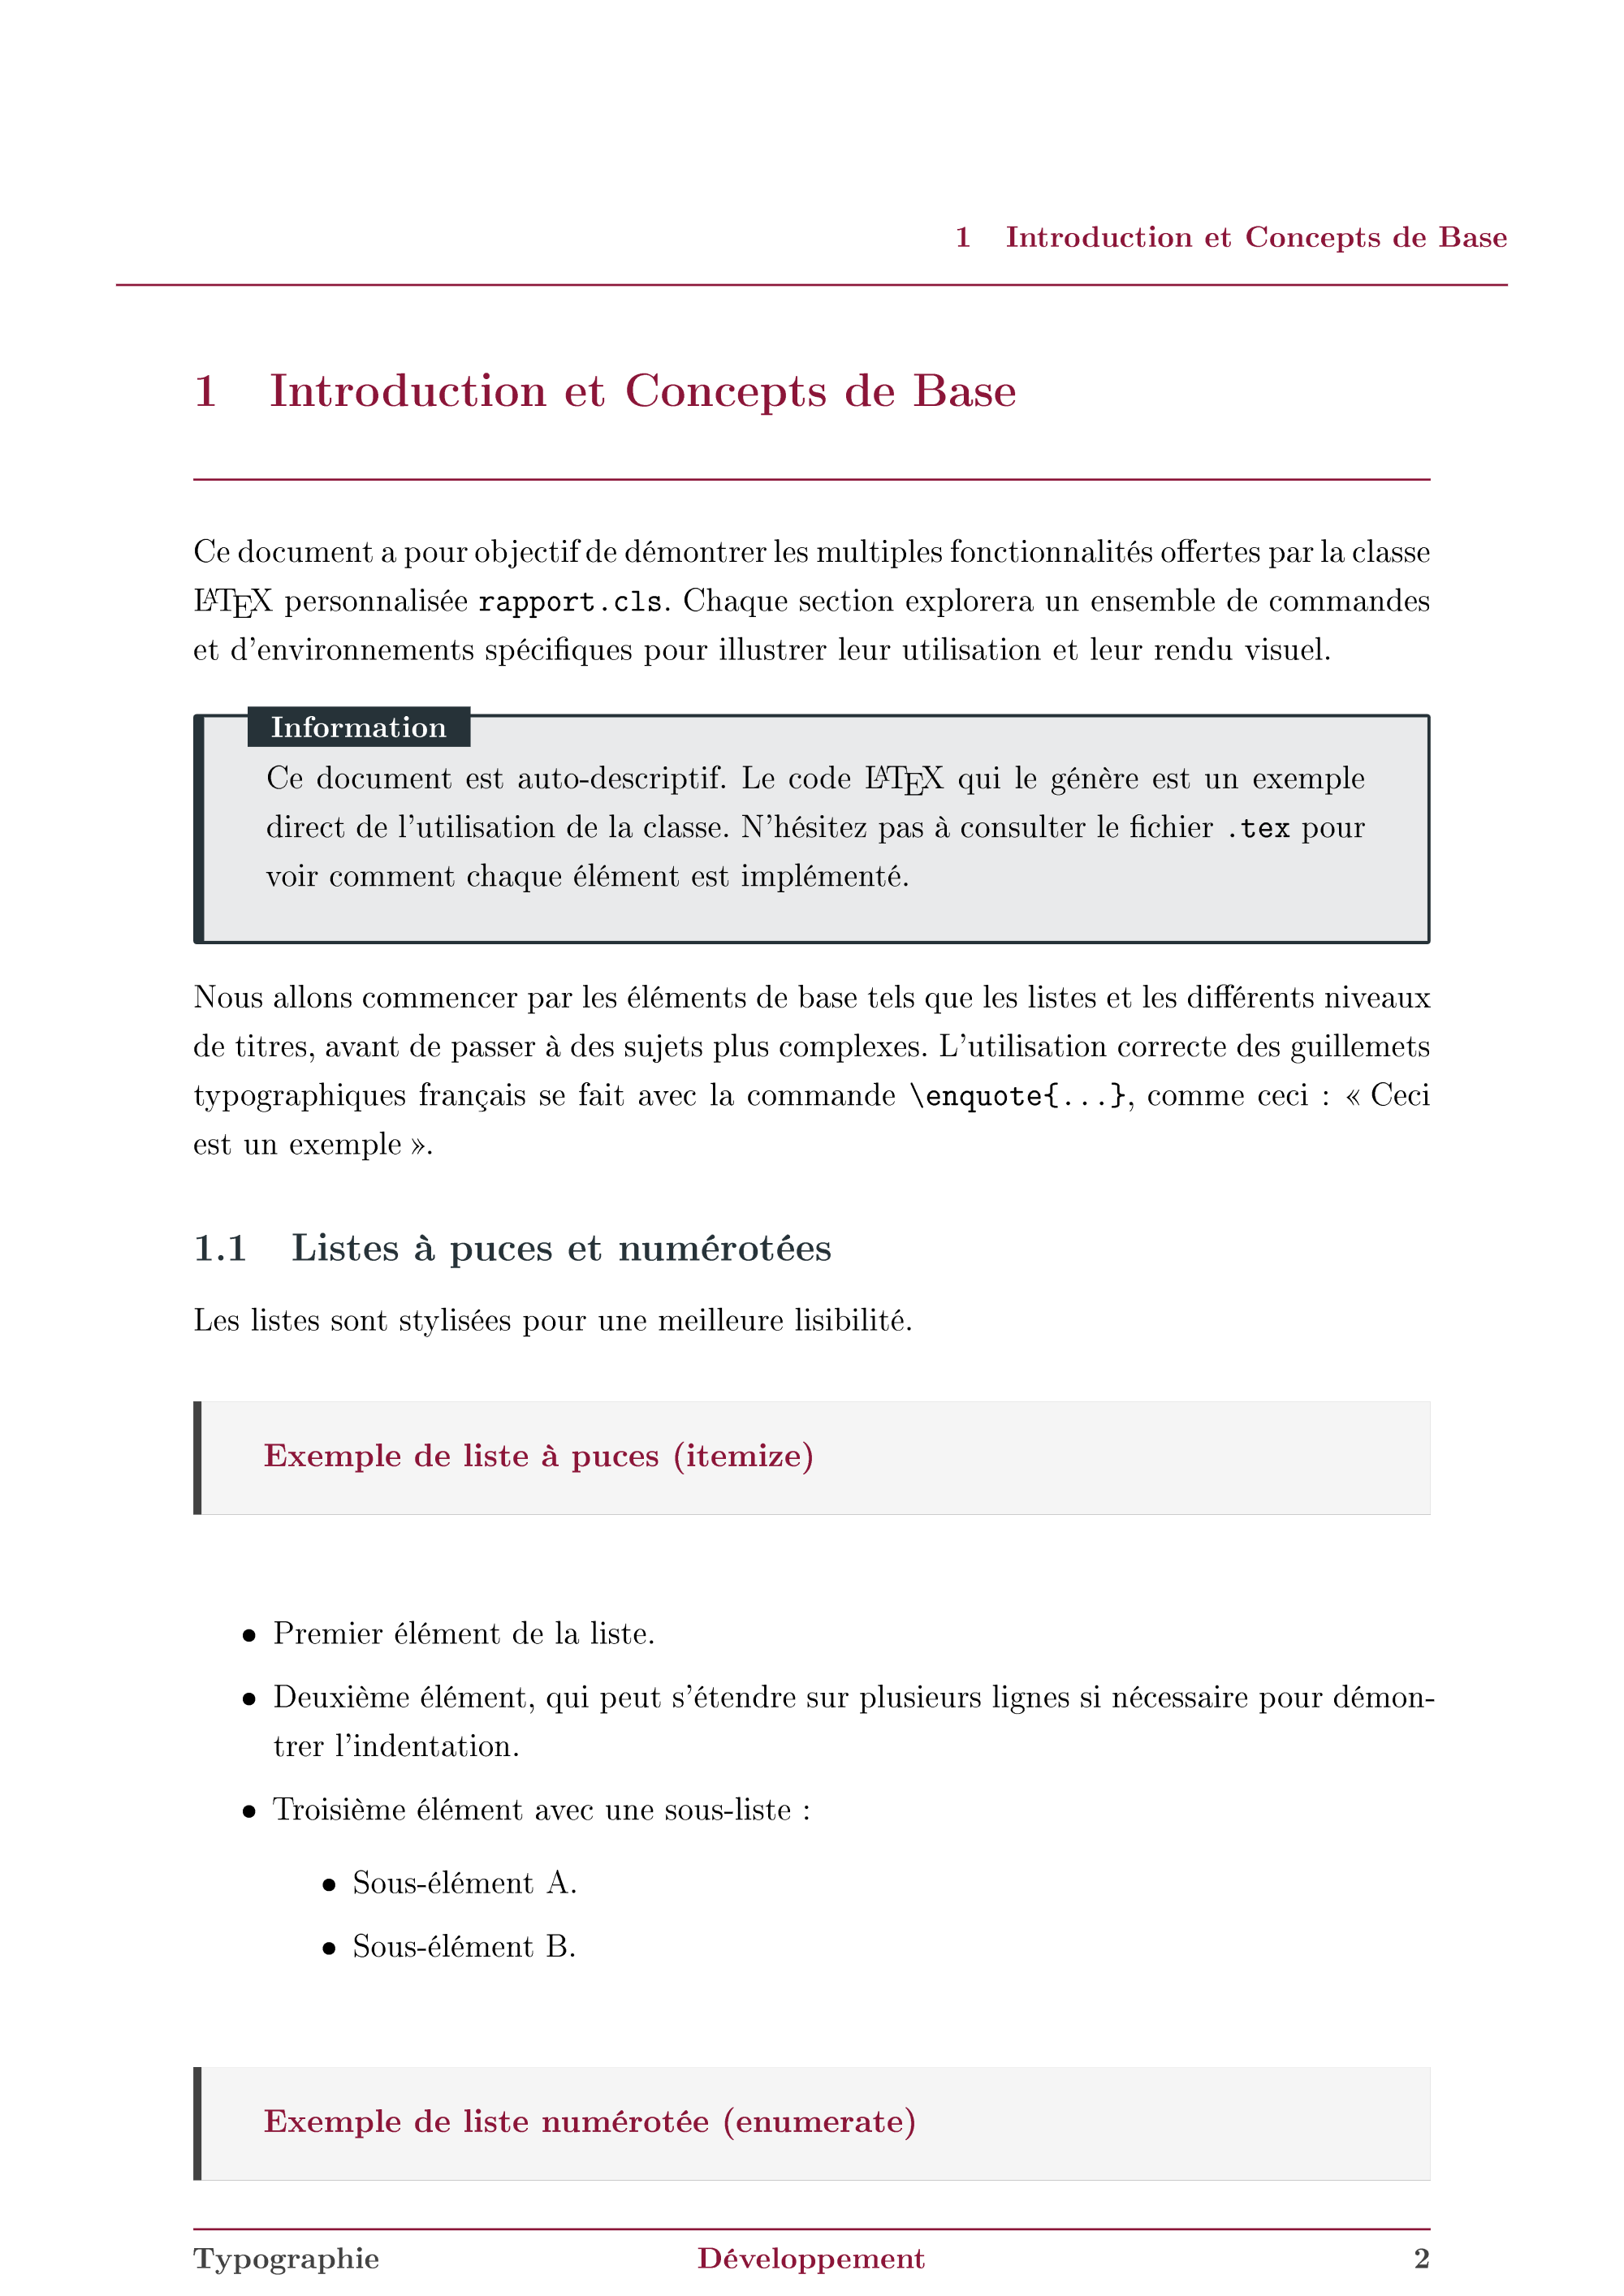 1 Introduction et Concepts de Base
1 Introduction et Concepts de Base
Ce document a pour objectif de démontrer les multiples fonctionnalités offertes par la classe
LATEX personnalisée rapport.cls. Chaque section explorera un ensemble de commandes
et d'environnements spécifiques pour illustrer leur utilisation et leur rendu visuel.
Information
Ce document est auto-descriptif. Le code LATEX qui le génère est un exemple
direct de l'utilisation de la classe. N'hésitez pas à consulter le fichier .tex pour
voir comment chaque élément est implémenté.
Nous allons commencer par les éléments de base tels que les listes et les différents niveaux
de titres, avant de passer à des sujets plus complexes. L'utilisation correcte des guillemets
typographiques français se fait avec la commande \enquote{...}, comme ceci : « Ceci
est un exemple ».
1.1 Listes à puces et numérotées
Les listes sont stylisées pour une meilleure lisibilité.
Exemple de liste à puces (itemize)
• Premier élément de la liste.
• Deuxième élément, qui peut s'étendre sur plusieurs lignes si nécessaire pour démon-
trer l'indentation.
• Troisième élément avec une sous-liste :
• Sous-élément A.
• Sous-élément B.
Exemple de liste numérotée (enumerate)
Typographie Développement 2